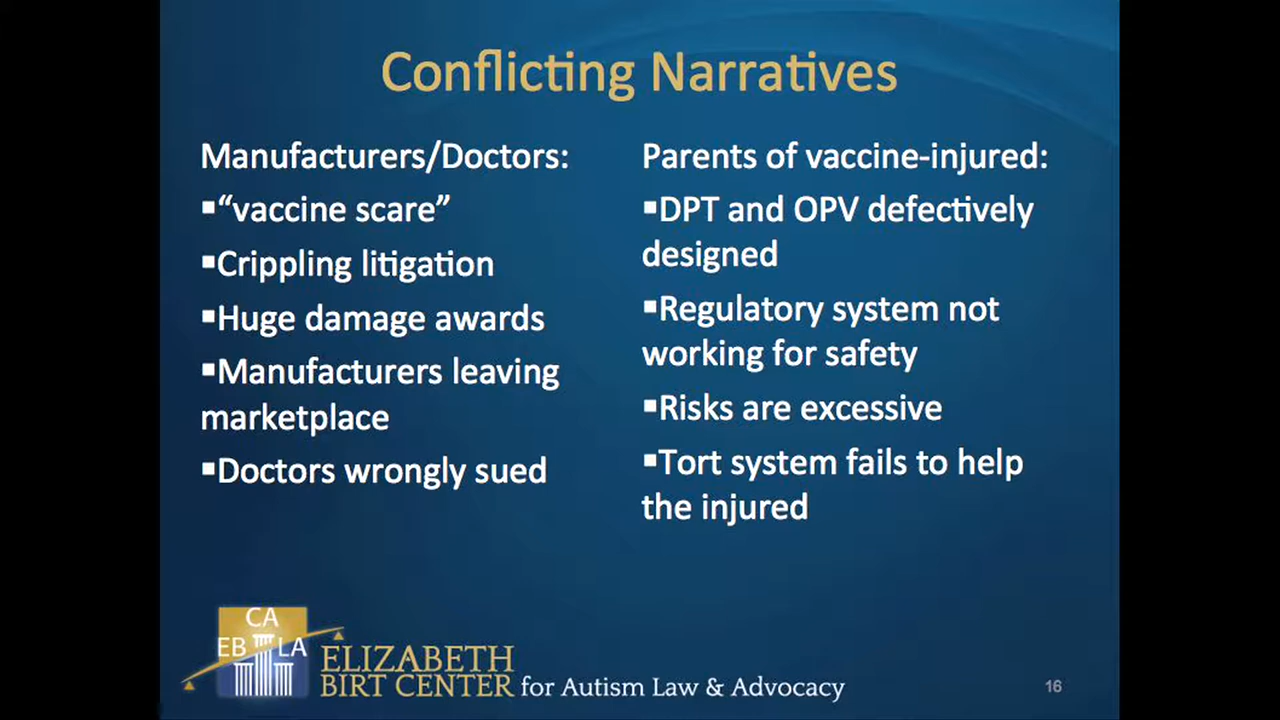 Conflicting Narratives
Manufacturers/Doctors:
▪“vaccine scare”
▪Crippling litigation
▪Huge damage awards
▪Manufacturers leaving
marketplace
▪Doctors wrongly sued
Parents of vaccine-injured:
▪DPT and OPV defectively
designed
▪Regulatory system not
working for safety
▪Risks are excessive
▪Tort system fails to help
the injured
CA
EB LA
ELIZABETH
BIRT CENTER for Autism Law & Advocacy
16